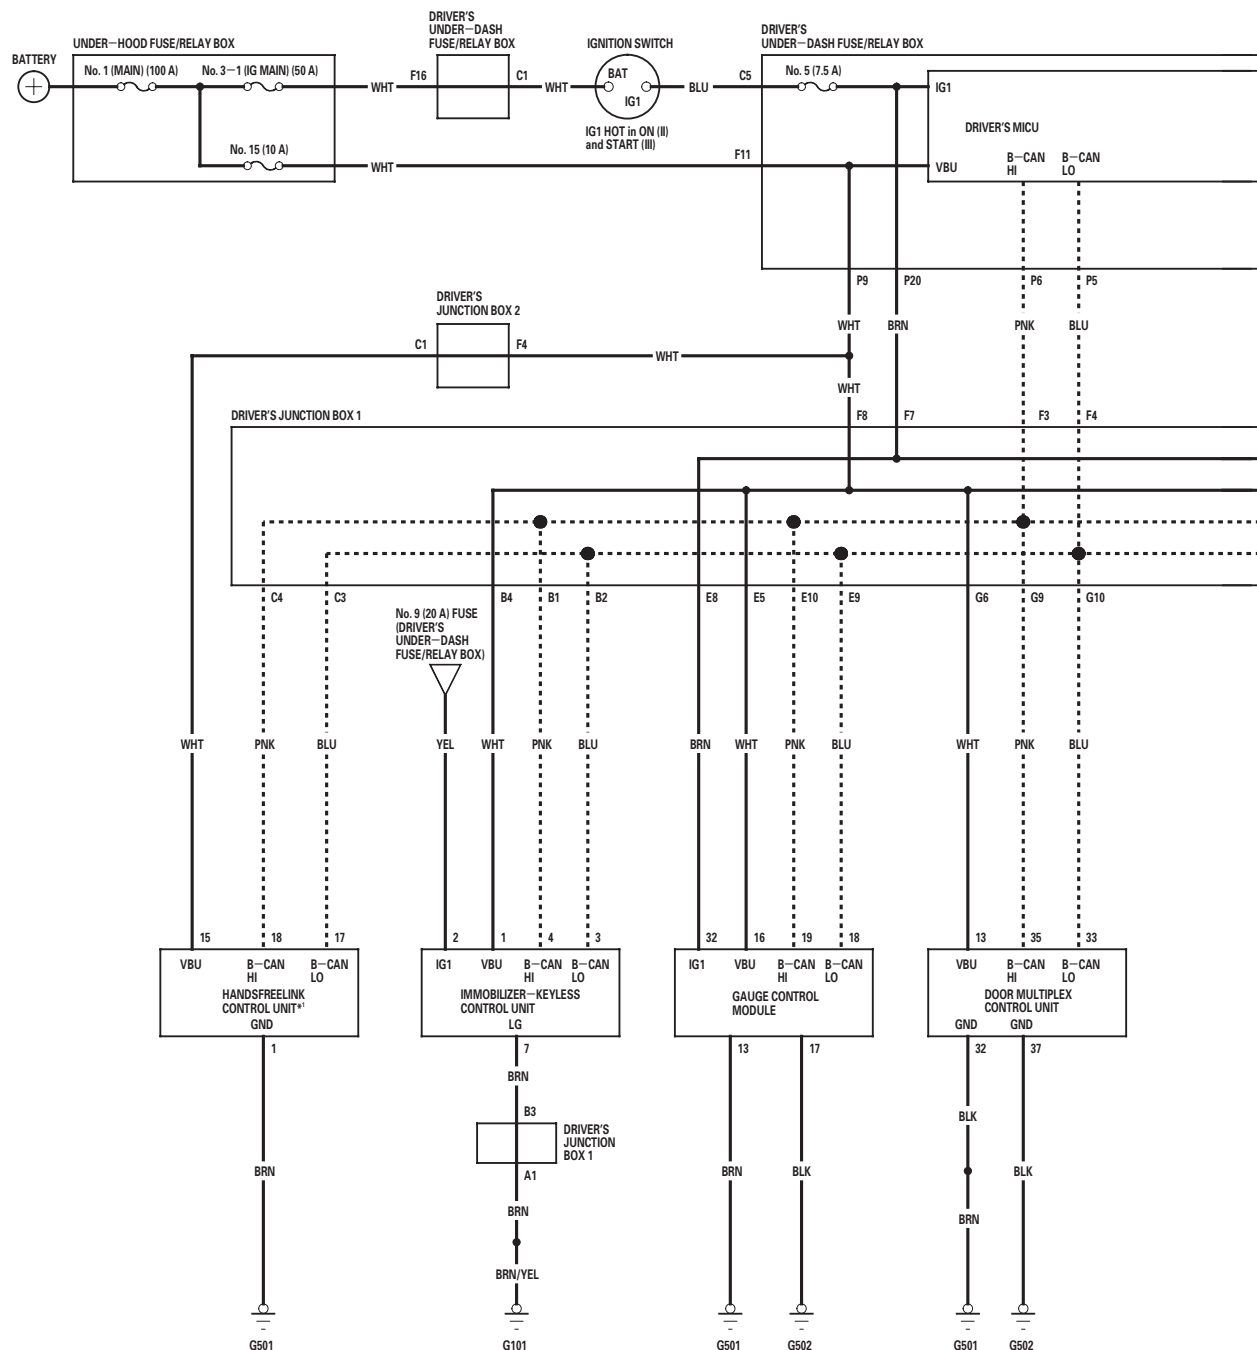 DRIVER'S
UNDER—DASH
FUSE/RELAY BOX
UNDER—HOOD FUSE/RELAY BOX
IGNITION SWITCH
DRIVER'S
UNDER—DASH FUSE/RELAY BOX
BATTERY
No. 1 (MAIN) (100 A)
No. 3—1 (IG MAIN) (50 A)
WHT
F16
C1
WHT
BAT
IG1
BLU
C5
No. 5 (7.5 A)
IG1
IG1 HOT in ON (II)
and START (III)
DRIVER'S MICU
No. 15 (10 A)
WHT
F11
VBU
B—CAN
HI
B—CAN
LO
P9
P20
P6
P5
DRIVER'S
JUNCTION BOX 2
WHT
BRN
PNK
BLU
C1
F4
WHT
WHT
DRIVER'S JUNCTION BOX 1
F8
F7
F3
F4
C4
C3
B4
B1
B2
E8
E5
E10
E9
G6
G9
G10
No. 9 (20 A) FUSE
(DRIVER'S
UNDER—DASH
FUSE/RELAY BOX)
WHT
PNK
BLU
YEL
WHT
PNK
BLU
BRN
WHT
PNK
BLU
WHT
PNK
BLU
15
18
17
2
1
4
3
32
16
19
18
13
35
33
VBU
B—CAN
HI
B—CAN
LO
HANDSFREELINK
CONTROL UNIT*1
GND
IG1
VBU
B—CAN
HI
B—CAN
LO
IMMOBILIZER—KEYLESS
CONTROL UNIT
LG
IG1
VBU
B—CAN
HI
B—CAN
LO
GAUGE CONTROL
MODULE
VBU
B—CAN
HI
B—CAN
LO
DOOR MULTIPLEX
CONTROL UNIT
GND
GND
1
7
13
17
32
37
BRN
B3
DRIVER'S
JUNCTION
BOX 1
A1
BLK
BRN
BRN
BLK
BLK
BRN
BRN
BRN/YEL
G501
G101
G501
G502
G501
G502